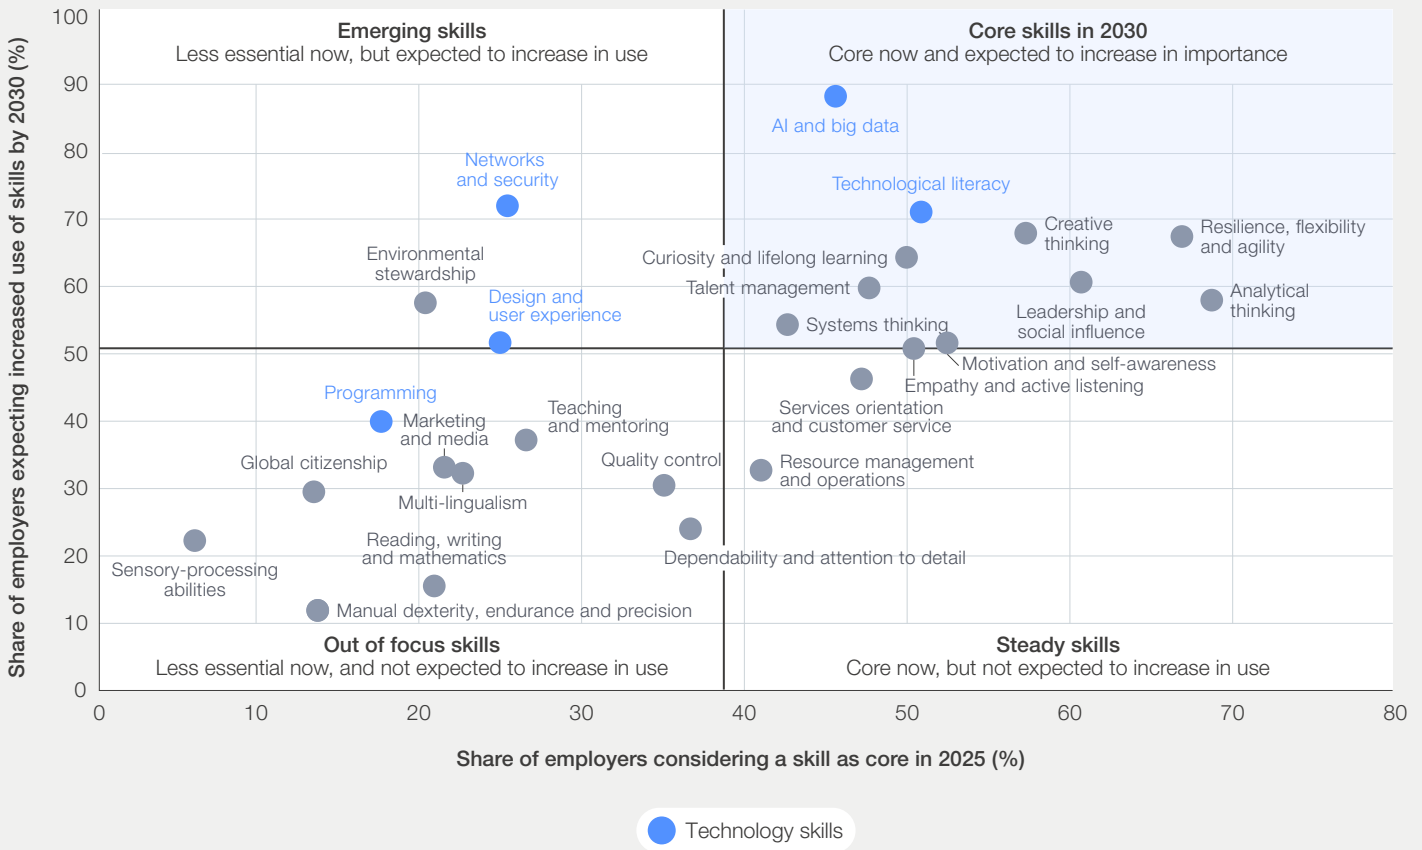 100
90
80
70
60
50
40
30
20
10
0
Share of employers expecting increased use of skills by 2030 (%)
Emerging skills
Less essential now, but expected to increase in use
Core skills in 2030
Core now and expected to increase in importance
AI and big data
Networks
and security
Technological literacy
Creative
thinking
Resilience, flexibility
and agility
Environmental
stewardship
Curiosity and lifelong learning
Talent management
Design and
user experience
Systems thinking
Leadership and
social influence
Analytical
thinking
Motivation and self-awareness
Empathy and active listening
Programming
Marketing
and media
Teaching
and mentoring
Services orientation
and customer service
Global citizenship
Quality control
Resource management
and operations
Multi-lingualism
Reading, writing
and mathematics
Dependability and attention to detail
Sensory-processing
abilities
Manual dexterity, endurance and precision
Out of focus skills
Less essential now, and not expected to increase in use
Steady skills
Core now, but not expected to increase in use
0
10
20
30
40
50
60
70
80
Share of employers considering a skill as core in 2025 (%)
Technology skills